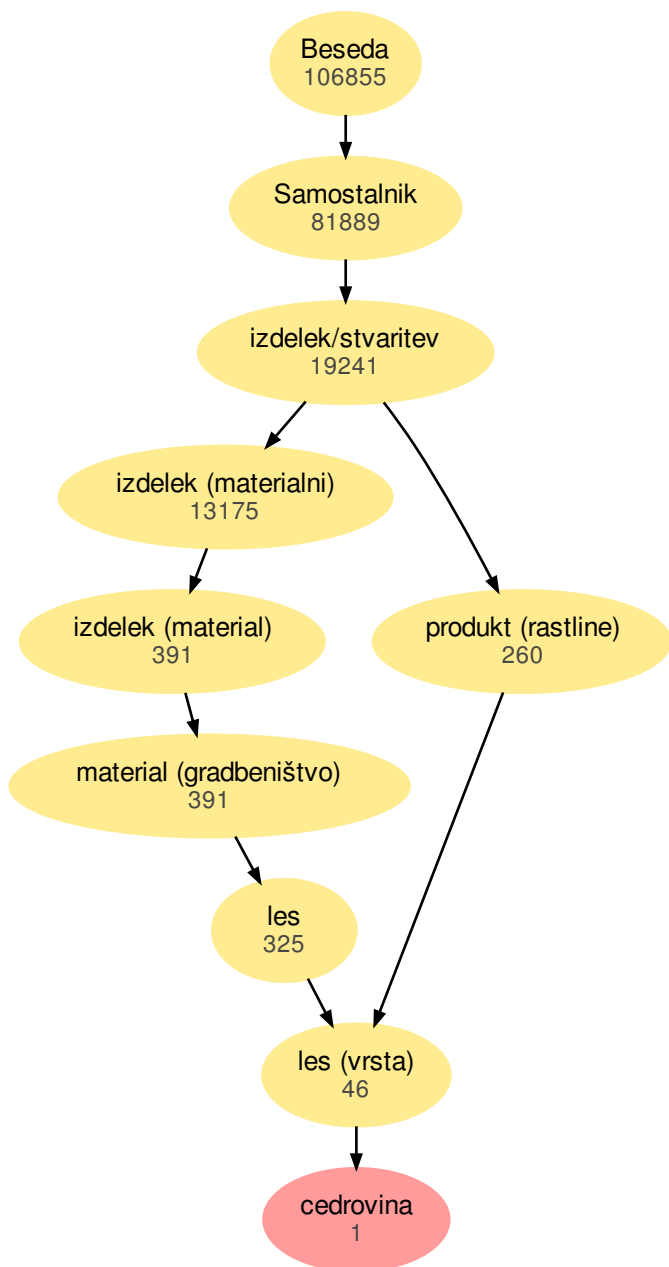 Beseda
106855
Samostalnik
81889
izdelek/stvaritev
19241
izdelek (materialni)
13175
izdelek (material)
391
produkt (rastline)
260
material (gradbeništvo)
391
les
325
les (vrsta)
46
cedrovina
1